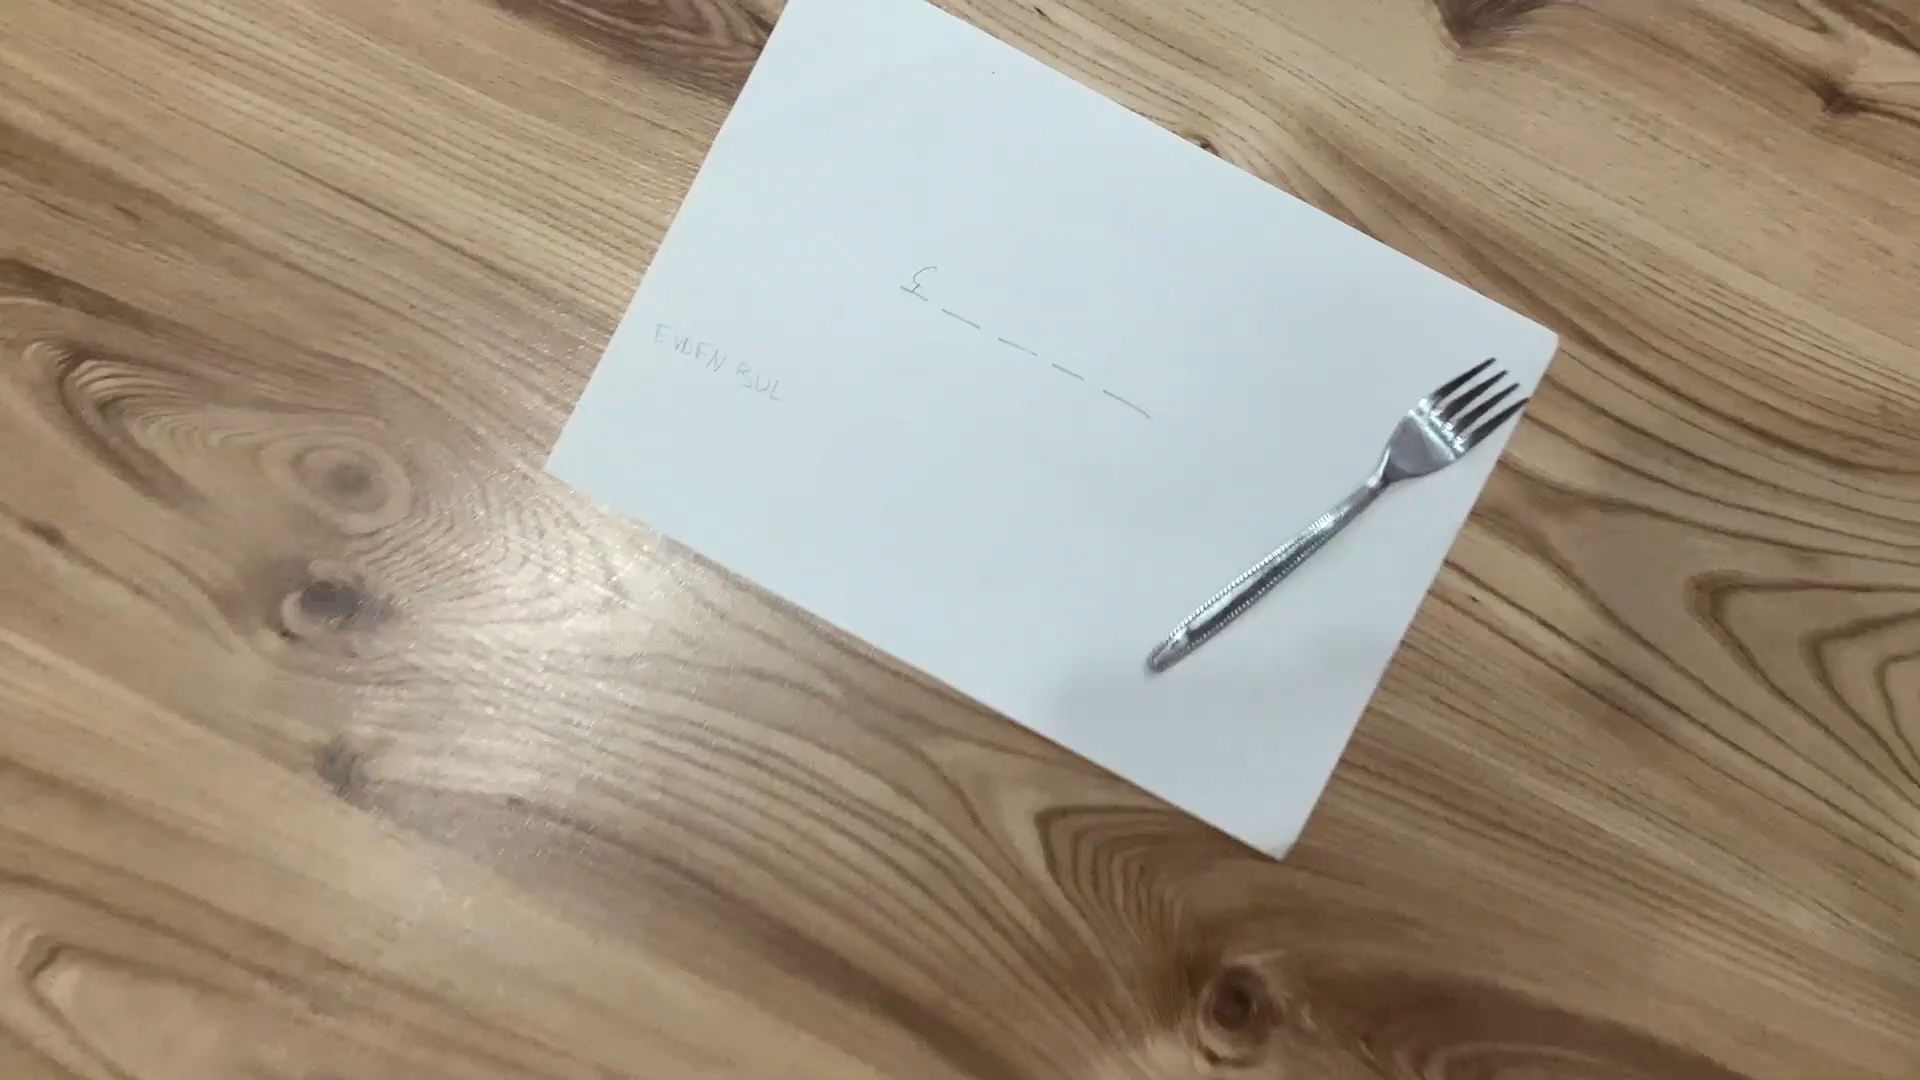 Ç _ _ _ _
EVDEN BUL